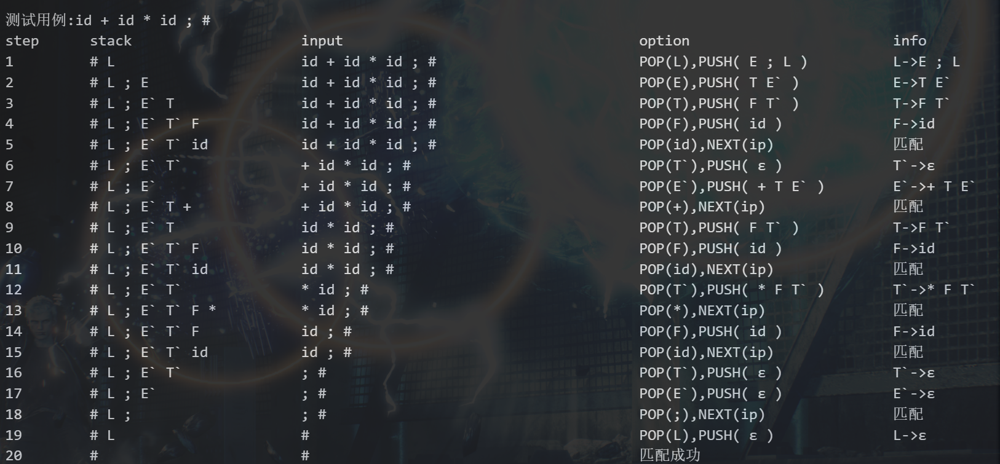 测试用例:id + id * id ; #
step stack input option info
1 # L id + id * id ; # POP(L),PUSH( E ; L ) L->E ; L
2 # L ; E id + id * id ; # POP(E),PUSH( T E` ) E->T E`
3 # L ; E` T id + id * id ; # POP(T),PUSH( F T` ) T->F T`
4 # L ; E` T` F id + id * id ; # POP(F),PUSH( id ) F->id
5 # L ; E` T` id id + id * id ; # POP(id),NEXT(ip) 匹配
6 # L ; E` T` + id * id ; # POP(T`),PUSH( ε ) T`->ε
7 # L ; E` + id * id ; # POP(E`),PUSH( + T E` ) E`->+ T E`
8 # L ; E` T + + id * id ; # POP(+),NEXT(ip) 匹配
9 # L ; E` T id * id ; # POP(T),PUSH( F T` ) T->F T`
10 # L ; E` T` F id * id ; # POP(F),PUSH( id ) F->id
11 # L ; E` T` id id * id ; # POP(id),NEXT(ip) 匹配
12 # L ; E` T` * id ; # POP(T`),PUSH( * F T` ) T`->* F T`
13 # L ; E` T` F * * id ; # POP(*),NEXT(ip) 匹配
14 # L ; E` T` F id ; # POP(F),PUSH( id ) F->id
15 # L ; E` T` id id ; # POP(id),NEXT(ip) 匹配
16 # L ; E` T` ; # POP(T`),PUSH( ε ) T`->ε
17 # L ; E` ; # POP(E`),PUSH( ε ) E`->ε
18 # L ; ; # POP(;),NEXT(ip) 匹配
19 # L # POP(L),PUSH( ε ) L->ε
20 # # 匹配成功